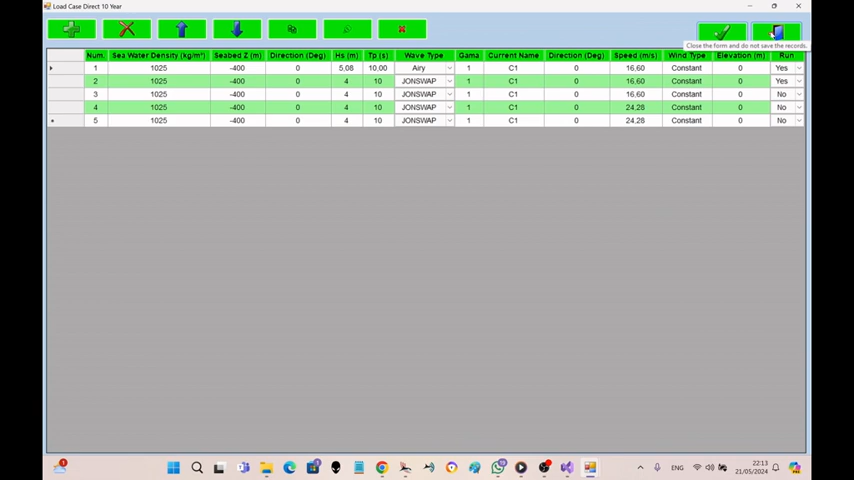 Load Case Direct 10 Year
Close the form and do not save the records.
Num. Sea Water Density (kg/m³) Seabed Z (m) Direction (Deg) Hs (m) Tp (s) Wave Type Gama Current Name Direction (Deg) Speed (m/s) Wind Type Elevation (m) Run
1 1025 -400 0 5,08 10,00 Airy 1 C1 0 16,60 Constant 0 Yes
2 1025 -400 0 4 10 JONSWAP 1 C1 0 16,60 Constant 0 Yes
3 1025 -400 0 4 10 JONSWAP 1 C1 0 16,60 Constant 0 No
4 1025 -400 0 4 10 JONSWAP 1 C1 0 24,28 Constant 0 No
5 1025 -400 0 4 10 JONSWAP 1 C1 0 24,28 Constant 0 No
ENG 22:13
21/05/2024